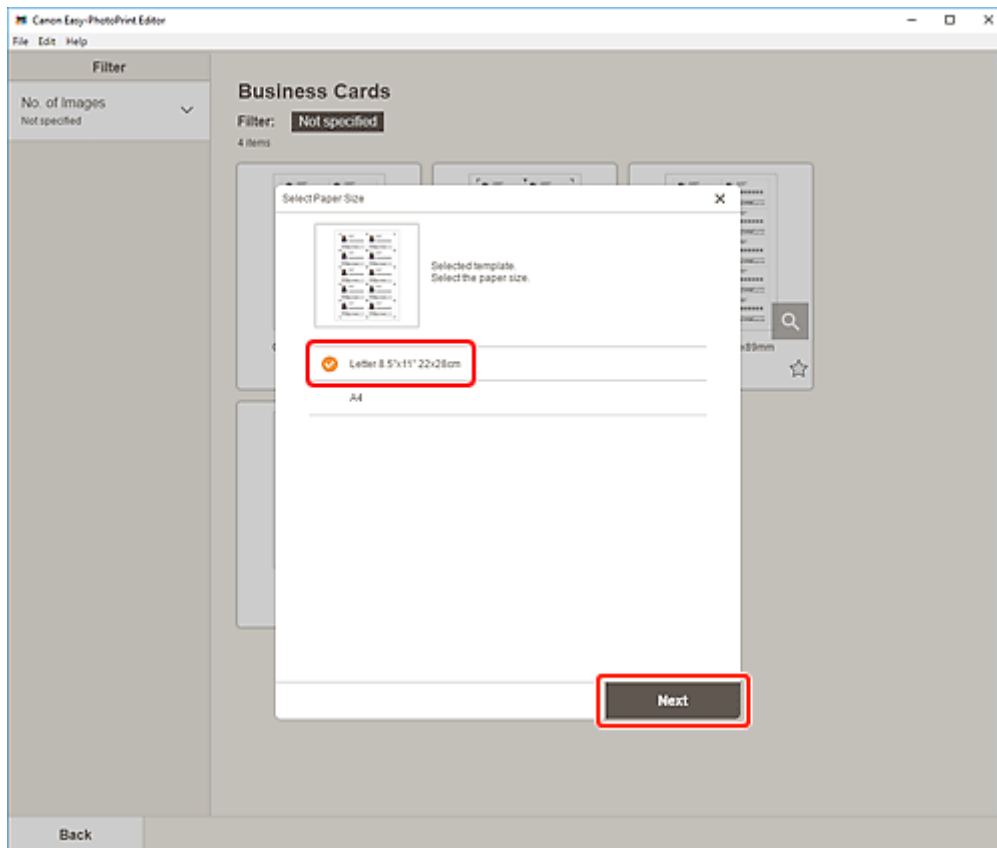 Canon Easy-PhotoPrint Editor
File Edit Help
Filter
No. of Images
Not specified
Business Cards
Filter: Not specified
4 items
Select Paper Size
Selected template.
Select the paper size.
Letter 8.5"x11" 22x28cm
A4
x89mm
Next
Back